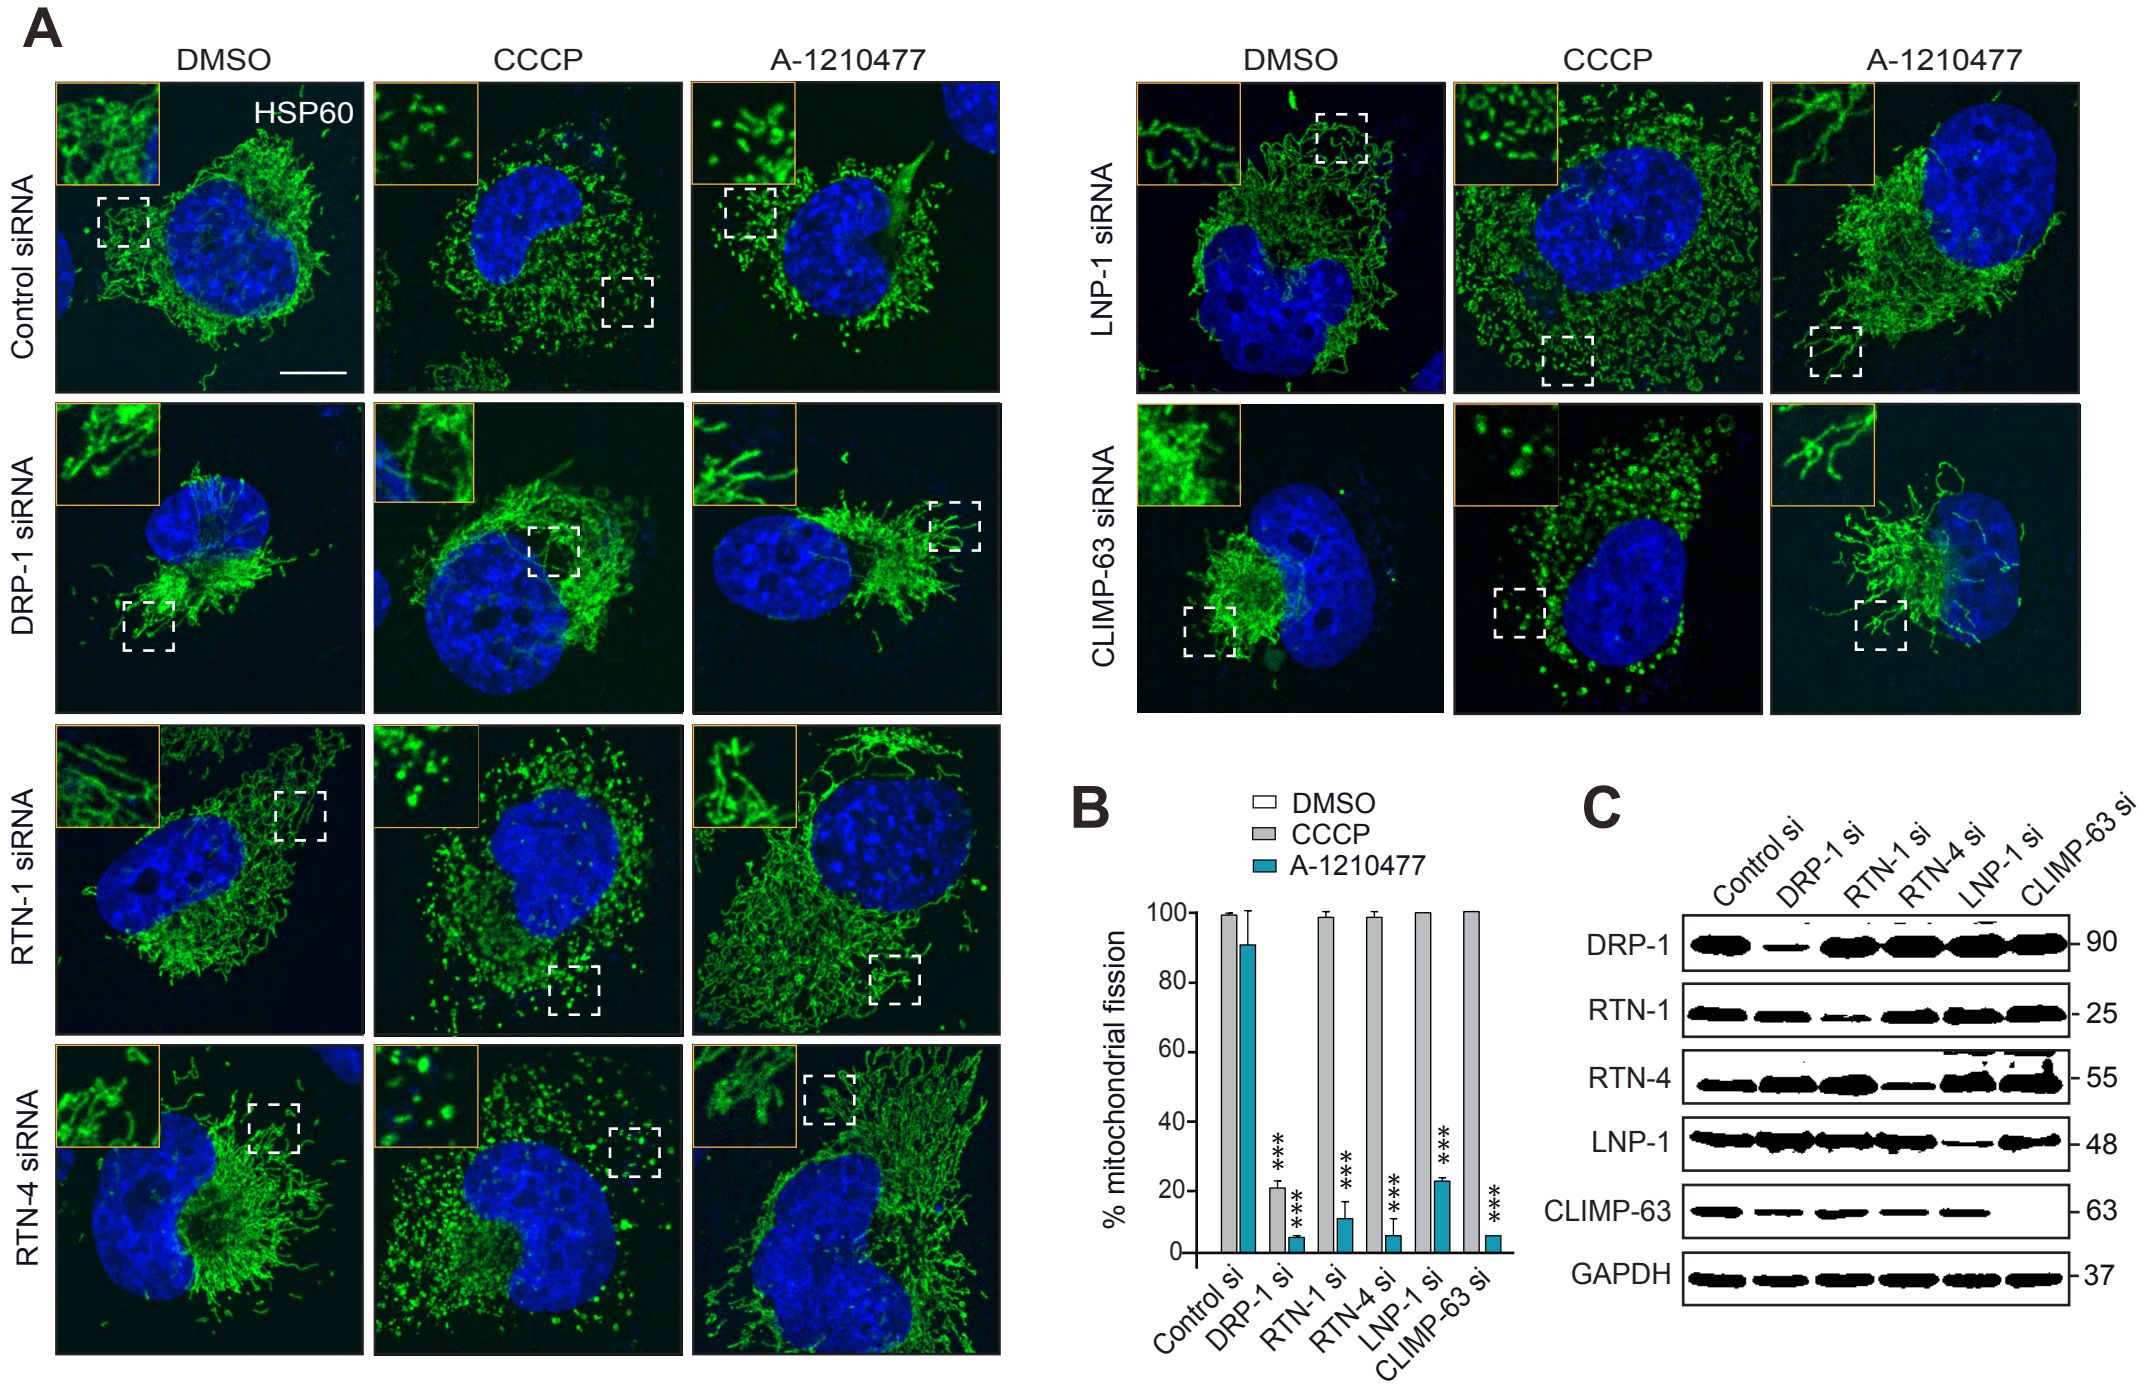 A
DMSO CCCP A-1210477
DMSO CCCP A-1210477
HSP60
Control siRNA
DRP-1 siRNA
RTN-1 siRNA
RTN-4 siRNA
LNP-1 siRNA
CLIMP-63 siRNA
B
DMSO
CCCP
A-1210477
% mitochondrial fission
100
80
60
40
20
0
***
***
***
***
***
***
Control si
DRP-1 si
RTN-1 si
RTN-4 si
LNP-1 si
CLIMP-63 si
C
Control si
DRP-1 si
RTN-1 si
RTN-4 si
LNP-1 si
CLIMP-63 si
DRP-1 90
RTN-1 25
RTN-4 55
LNP-1 48
CLIMP-63 63
GAPDH 37